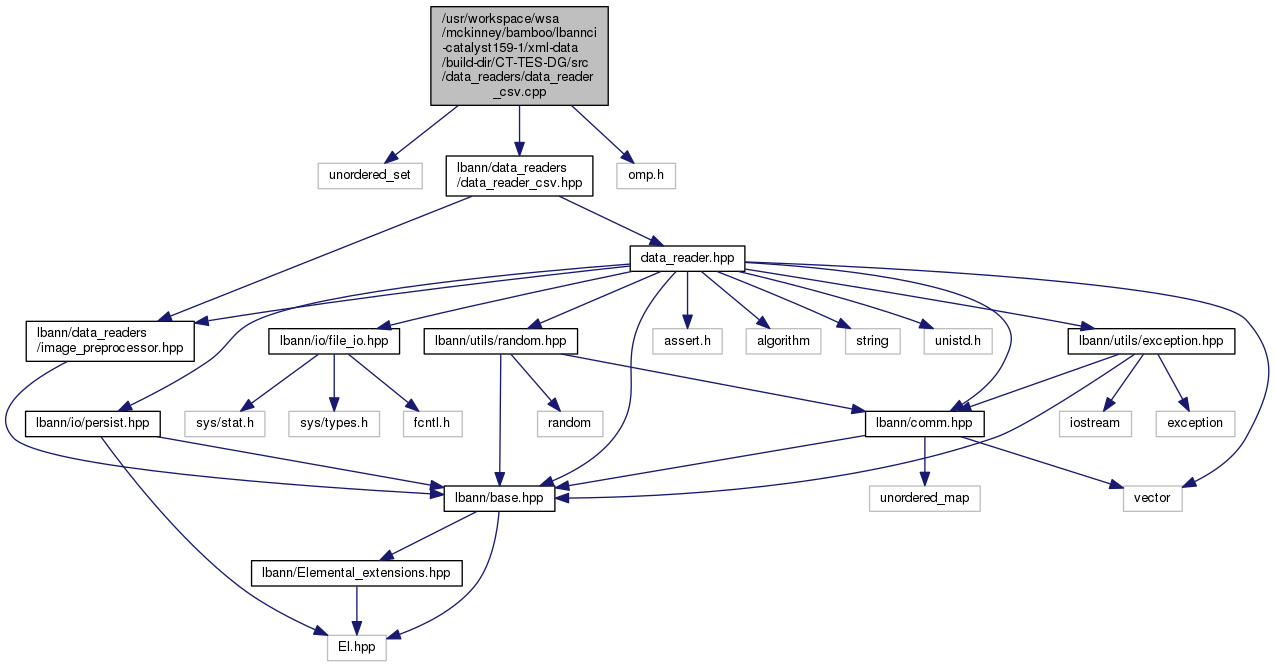 /usr/workspace/wsa
/mckinney/bamboo/lbannci
-catalyst159-1/xml-data
/build-dir/CT-TES-DG/src
/data_readers/data_reader
_csv.cpp
unordered_set
lbann/data_readers
/data_reader_csv.hpp
omp.h
data_reader.hpp
lbann/data_readers
/image_preprocessor.hpp
lbann/io/file_io.hpp
lbann/utils/random.hpp
assert.h
algorithm
string
unistd.h
lbann/utils/exception.hpp
lbann/io/persist.hpp
sys/stat.h
sys/types.h
fcntl.h
random
lbann/comm.hpp
iostream
exception
lbann/base.hpp
unordered_map
vector
lbann/Elemental_extensions.hpp
El.hpp